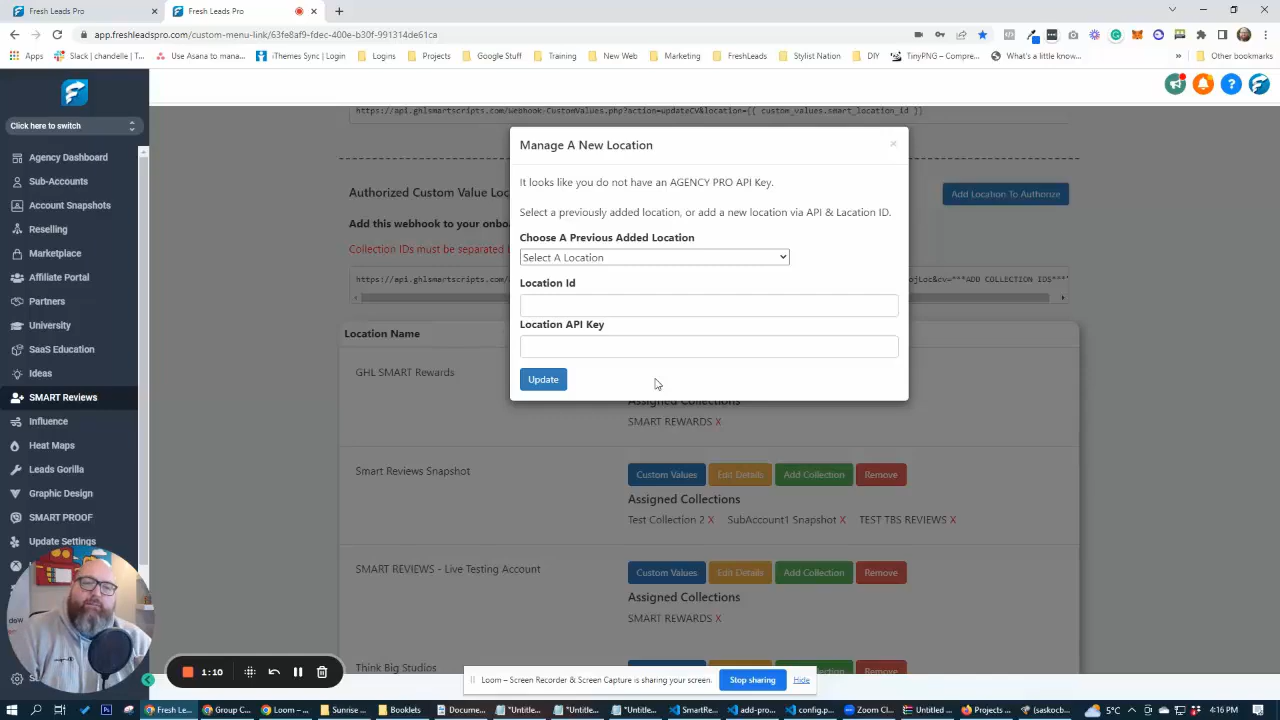 Fresh Leads Pro
Fresh Leads Pro
app.freshleadspro.com/custom-menu-link/63fe8af9-fdec-400e-b30f-991314de61ca
Apps
Slack | chandelle | T...
Use Asana to mana...
iThemes Sync | Login
Logins
Projects
Google Stuff
Training
New Web
Marketing
FreshLeads
Stylist Nation
DIY
TinyPNG – Compre...
What's a little know...
»
Other bookmarks
Click here to switch
Agency Dashboard
Sub-Accounts
Account Snapshots
Reselling
Marketplace
Affiliate Portal
Partners
University
SaaS Education
Ideas
SMART Reviews
Influence
Heat Maps
Leads Gorilla
Graphic Design
SMART PROOF
Update Settings
https://api.ghlsmartscripts.com/Webhook-CustomValues.php?action=updateCV&location={{ custom_values.smart_location_id }}
Authorized Custom Value Loc
Add Location To Authorize
Add this webhook to your onbo
Collection IDs must be separated
https://api.ghlsmartscripts.com/
ojLoc&cv=***ADD COLLECTION IDS***
Manage A New Location
×
It looks like you do not have an AGENCY PRO API Key.
Select a previously added location, or add a new location via API & Lacation ID.
Choose A Previous Added Location
Select A Location
Location Id
Location API Key
Update
Location Name
GHL SMART Rewards
Assigned Collections
SMART REWARDS X
Smart Reviews Snapshot
Custom Values
Edit Details
Add Collection
Remove
Assigned Collections
Test Collection 2 X SubAccount1 Snapshot X TEST TBS REVIEWS X
SMART REVIEWS - Live Testing Account
Custom Values
Edit Details
Add Collection
Remove
Assigned Collections
SMART REWARDS X
Think Big Studios
1:10
Loom – Screen Recorder & Screen Capture is sharing your screen.
Stop sharing
Hide
Fresh Le...
Group C...
Loom –...
Sunrise ...
Booklets
Docume...
*Untitle...
*Untitle...
*Untitle...
SmartRe...
add-pro...
config.p...
Zoom Cl...
Untitled ...
Projects ...
(saskocb...
5°C
4:16 PM